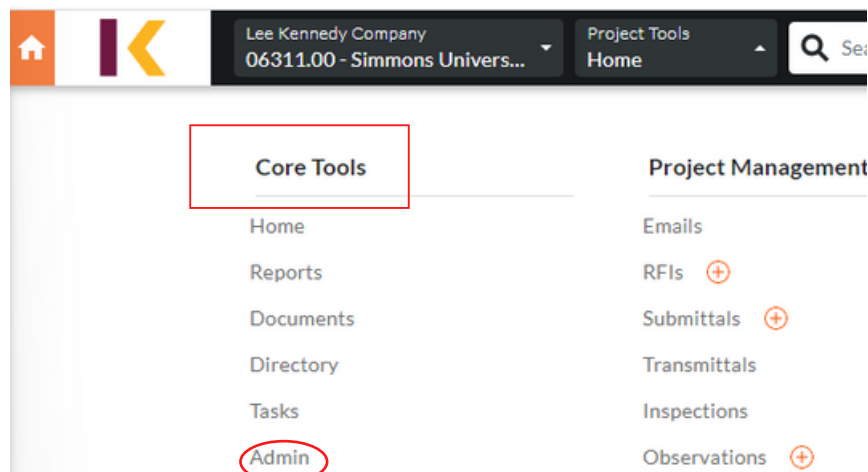 Lee Kennedy Company
06311.00 - Simmons Univers...
Project Tools
Home
Core Tools
Home
Reports
Documents
Directory
Tasks
Admin
Project Management
Emails
RFIs
Submittals
Transmittals
Inspections
Observations